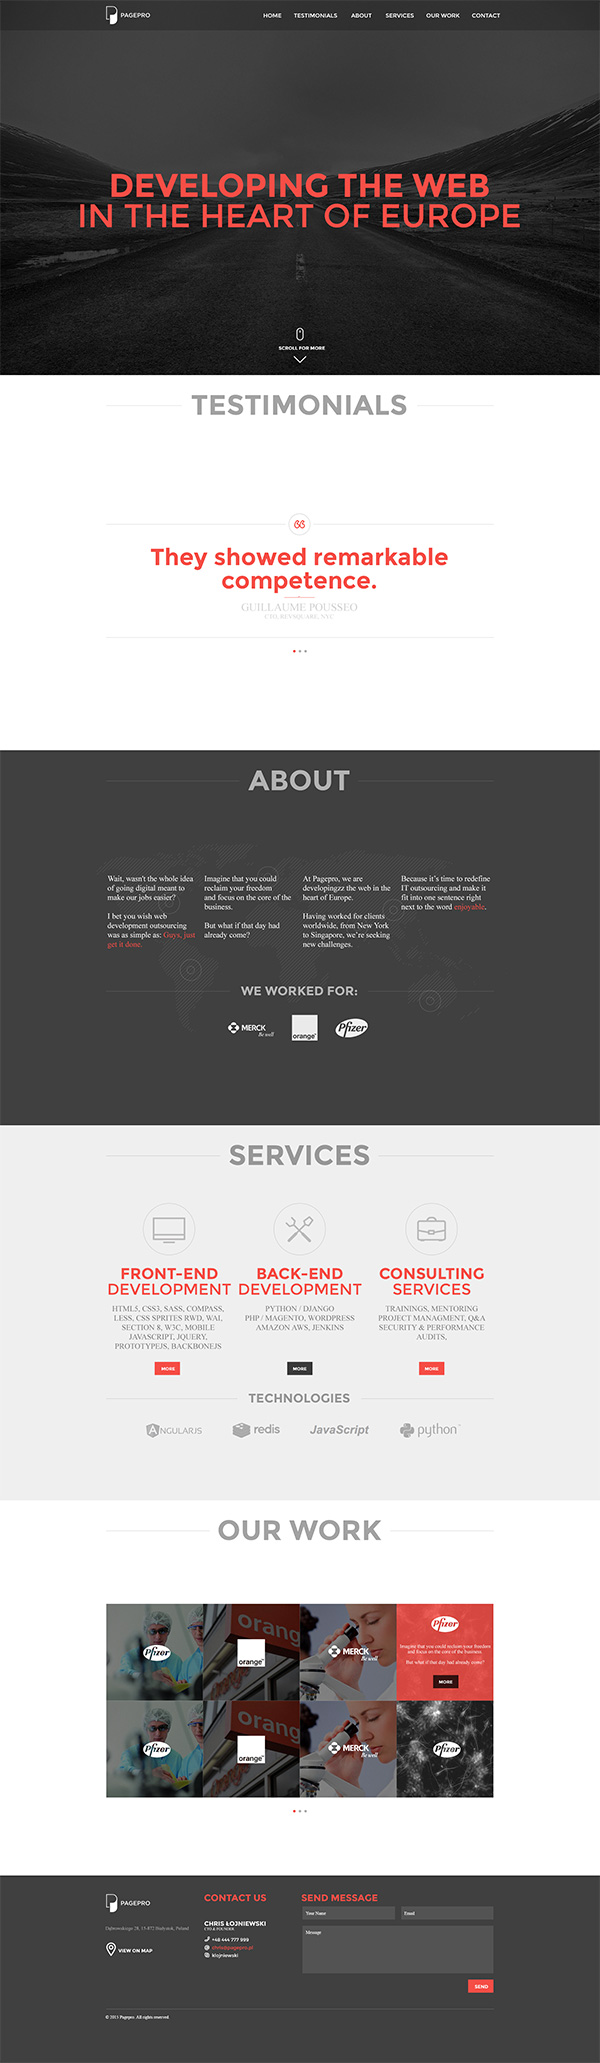 PAGEPRO
HOME TESTIMONIALS ABOUT SERVICES OUR WORK CONTACT
DEVELOPING THE WEB
IN THE HEART OF EUROPE
SCROLL FOR MORE
TESTIMONIALS
They showed remarkable
competence.
GUILLAUME POUSSEO
CTO, REVSQUARE, NYC
ABOUT
Wait, wasn't the whole idea
of going digital meant to
make our jobs easier?
I bet you wish web
development outsourcing
was as simple as: Guys, just
get it done.
Imagine that you could
reclaim your freedom
and focus on the core of the
business.
But what if that day had
already come?
At Pagepro, we are
developingzz the web in the
heart of Europe.
Having worked for clients
worldwide, from New York
to Singapore, we're seeking
new challenges.
Because it's time to redefine
IT outsourcing and make it
fit into one sentence right
next to the word enjoyable.
WE WORKED FOR:
MERCK
Be well
orange
Pfizer
SERVICES
FRONT-END
DEVELOPMENT
HTML5, CSS3, SASS, COMPASS,
LESS, CSS SPRITES RWD, WAI,
SECTION 8, W3C, MOBILE
JAVASCRIPT, JQUERY,
PROTOTYPEJS, BACKBONEJS
MORE
BACK-END
DEVELOPMENT
PYTHON / DJANGO
PHP / MAGENTO, WORDPRESS
AMAZON AWS, JENKINS
MORE
CONSULTING
SERVICES
TRAININGS, MENTORING
PROJECT MANAGMENT, Q&A
SECURITY & PERFORMANCE
AUDITS,
MORE
TECHNOLOGIES
ANGULARJS
redis
JavaScript
python
OUR WORK
Pfizer
orang
orange
MERCK
Be well
Pfizer
Imagine that you could reclaim your freedom
and focus on the core of the business.
But what if that day had already come?
MORE
Pfizer
orang
orange
MERCK
Be well
Pfizer
PAGEPRO
Dąbrowskiego 28, 15-872 Białystok, Poland
VIEW ON MAP
CONTACT US
CHRIS ŁOJNIEWSKI
CEO & FOUNDER
+48 444 777 999
chris@pagepro.pl
klojniewski
SEND MESSAGE
Your Name
Email
Message
SEND
© 2013 Pagepro. All rights reserved.